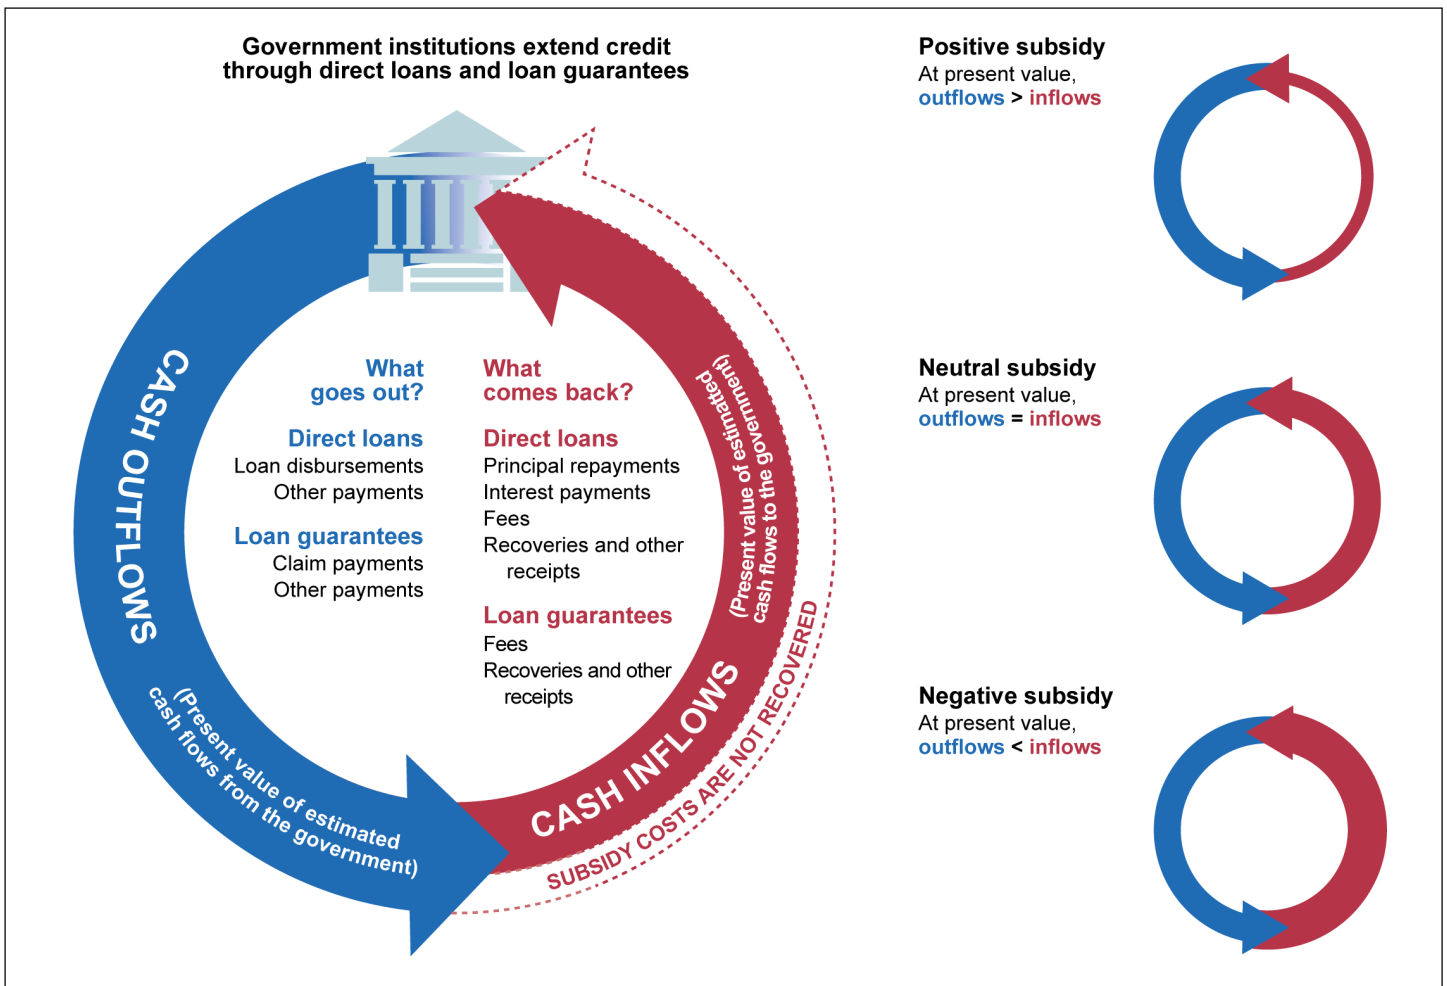 Government institutions extend credit
through direct loans and loan guarantees
CASH OUTFLOWS
(Present value of estimated
cash flows from the government)
What
goes out?
Direct loans
Loan disbursements
Other payments
Loan guarantees
Claim payments
Other payments
What
comes back?
Direct loans
Principal repayments
Interest payments
Fees
Recoveries and other
receipts
Loan guarantees
Fees
Recoveries and other
receipts
CASH INFLOWS
(Present value of estimatted
cash flows to the government)
SUBSIDY COSTS ARE NOT RECOVERED
Positive subsidy
At present value,
outflows > inflows
Neutral subsidy
At present value,
outflows = inflows
Negative subsidy
At present value,
outflows < inflows